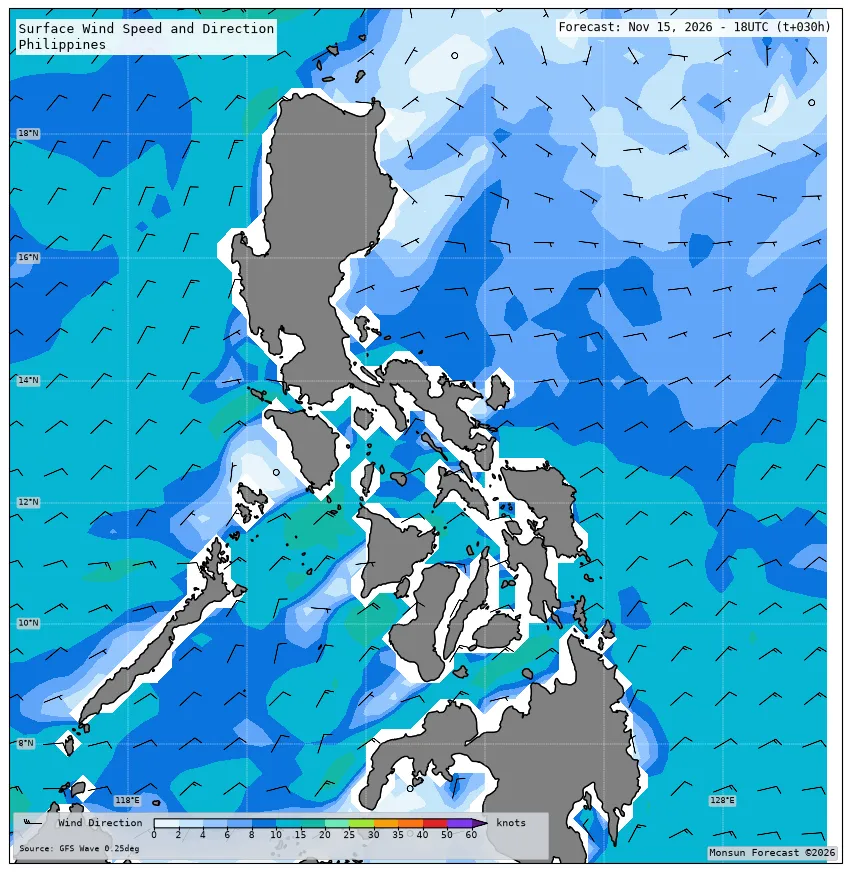 Surface Wind Speed and Direction
Philippines
Forecast: Nov 15, 2026 - 18UTC (t+030h)
18°N
16°N
14°N
12°N
10°N
8°N
118°E
128°E
Wind Direction
0 2 4 6 8 10 15 20 25 30 35 40 50 60
knots
Source: GFS Wave 0.25deg
Monsun Forecast ©2026